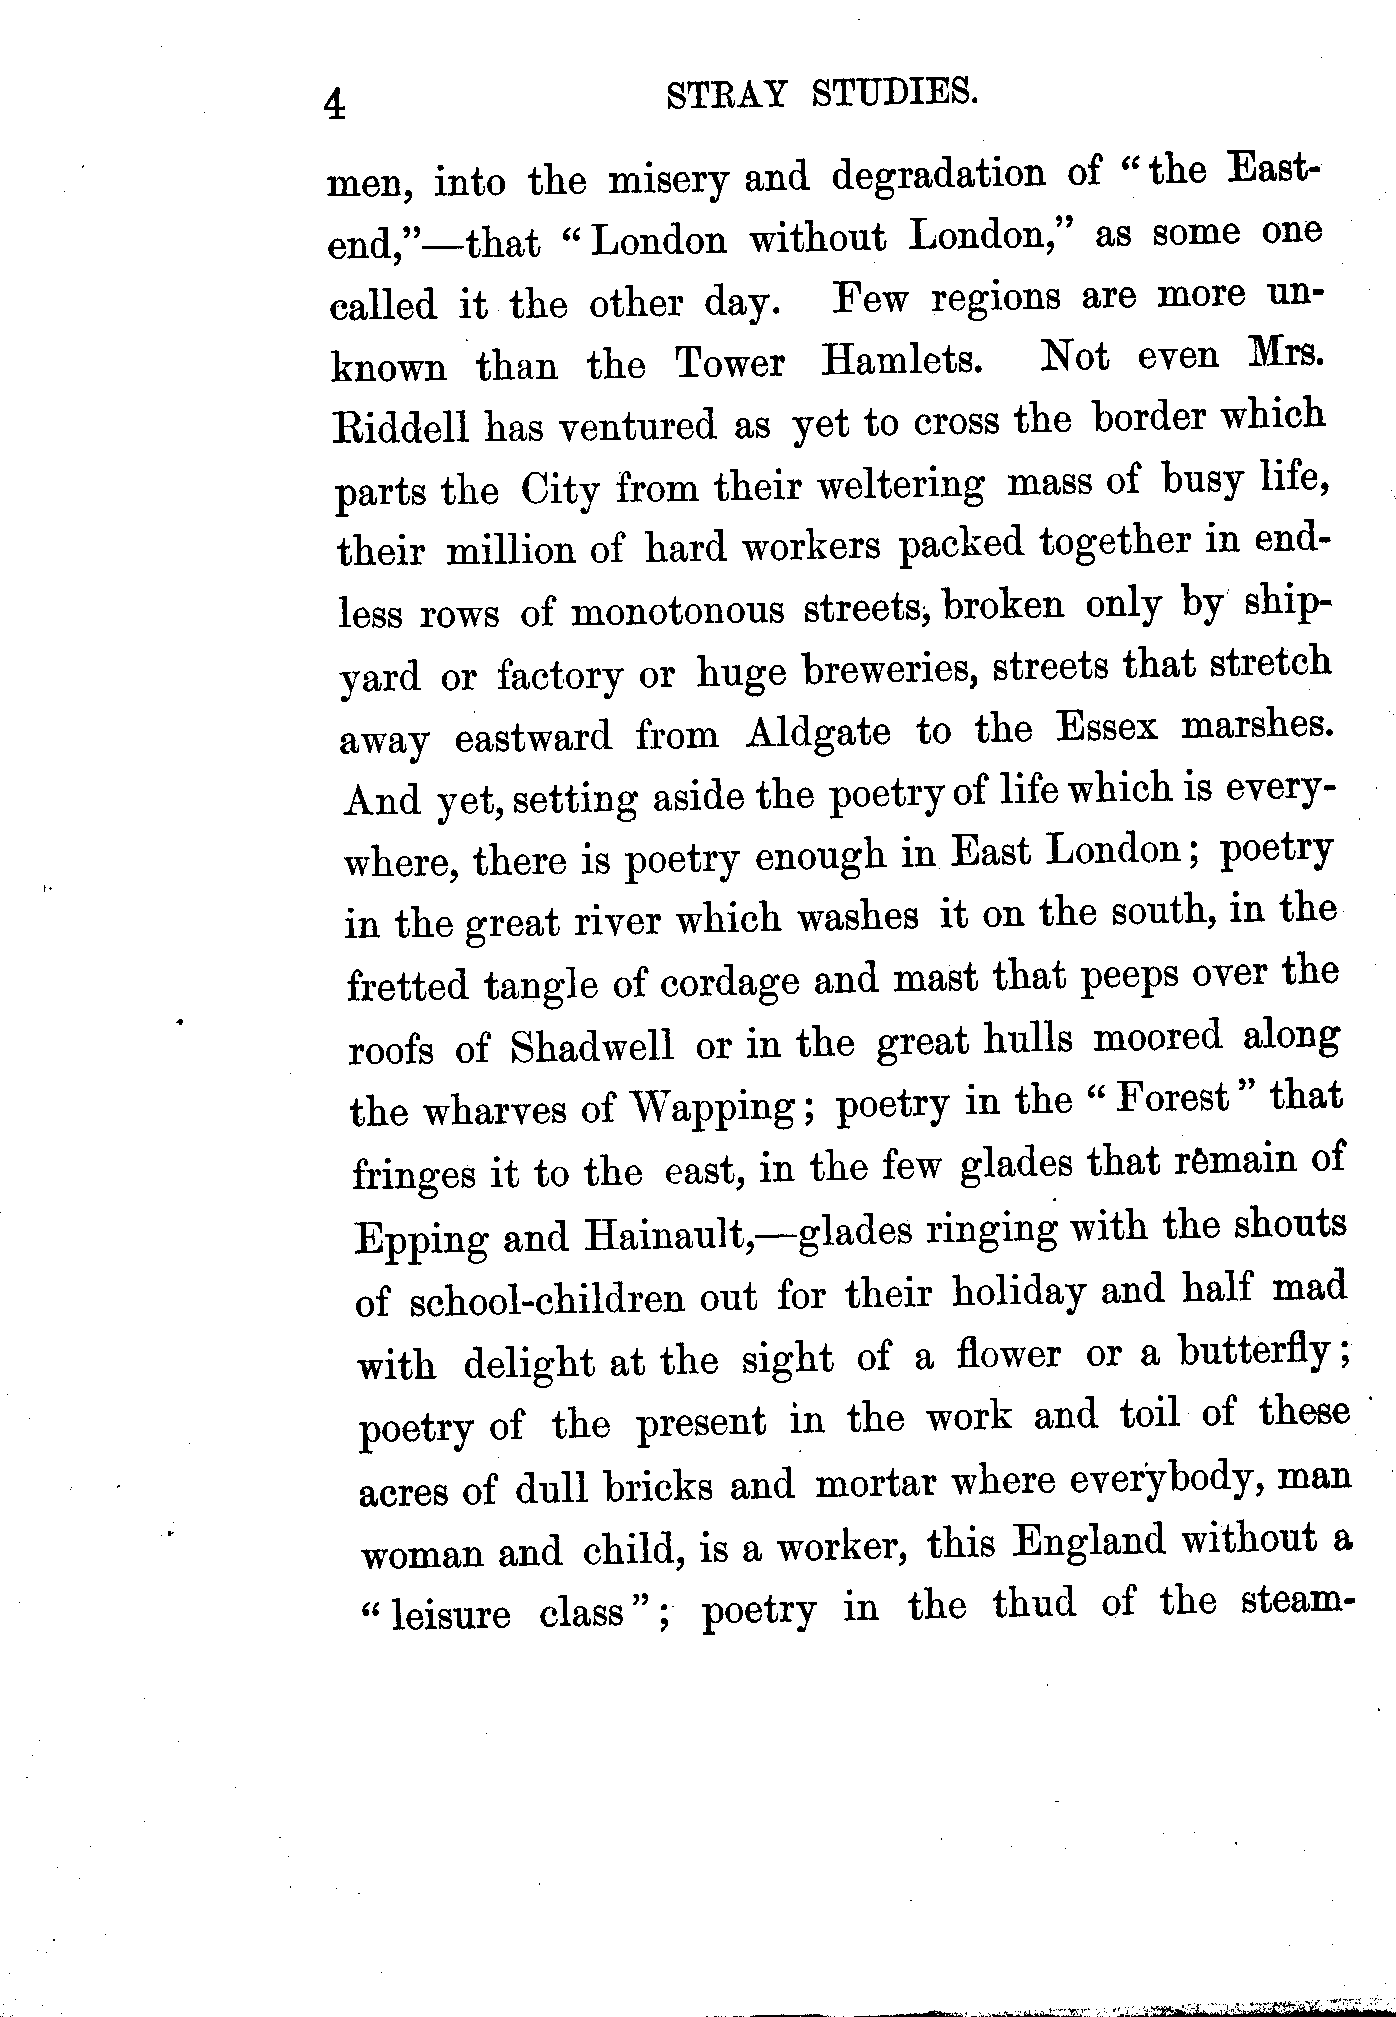 4 STRAY STUDIES.
men, into the misery and degradation of “the East-
end,”—that “London without London,” as some one
called it the other day. Few regions are more un-
known than the Tower Hamlets. Not even Mrs.
Riddell has ventured as yet to cross the border which
parts the City from their weltering mass of busy life,
their million of hard workers packed together in end-
less rows of monotonous streets, broken only by ship-
yard or factory or huge breweries, streets that stretch
away eastward from Aldgate to the Essex marshes.
And yet, setting aside the poetry of life which is every-
where, there is poetry enough in East London; poetry
in the great river which washes it on the south, in the
fretted tangle of cordage and mast that peeps over the
roofs of Shadwell or in the great hulls moored along
the wharves of Wapping; poetry in the “Forest” that
fringes it to the east, in the few glades that remain of
Epping and Hainault,—glades ringing with the shouts
of school-children out for their holiday and half mad
with delight at the sight of a flower or a butterfly;
poetry of the present in the work and toil of these
acres of dull bricks and mortar where everybody, man
woman and child, is a worker, this England without a
“leisure class”; poetry in the thud of the steam-